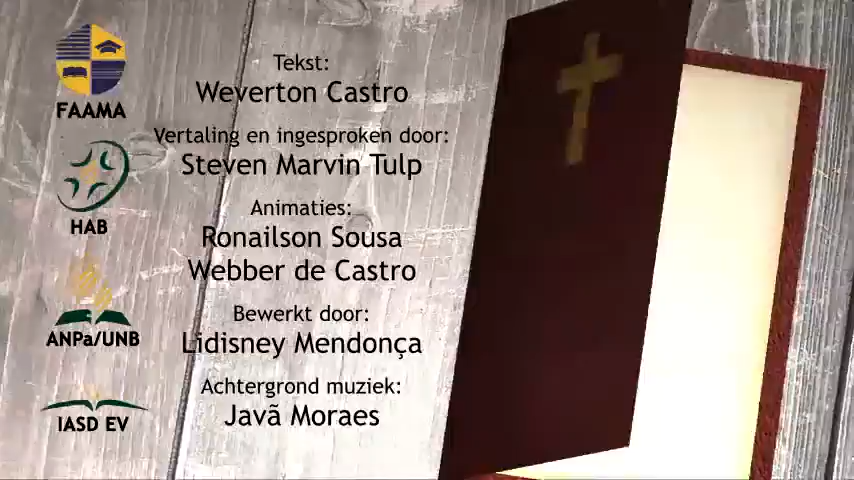 FAAMA
HAB
ANPa/UNB
IASD EV
Tekst:
Weverton Castro
Vertaling en ingesproken door:
Steven Marvin Tulp
Animaties:
Ronailson Sousa
Webber de Castro
Bewerkt door:
Lidisney Mendonça
Achtergrond muziek:
Javã Moraes